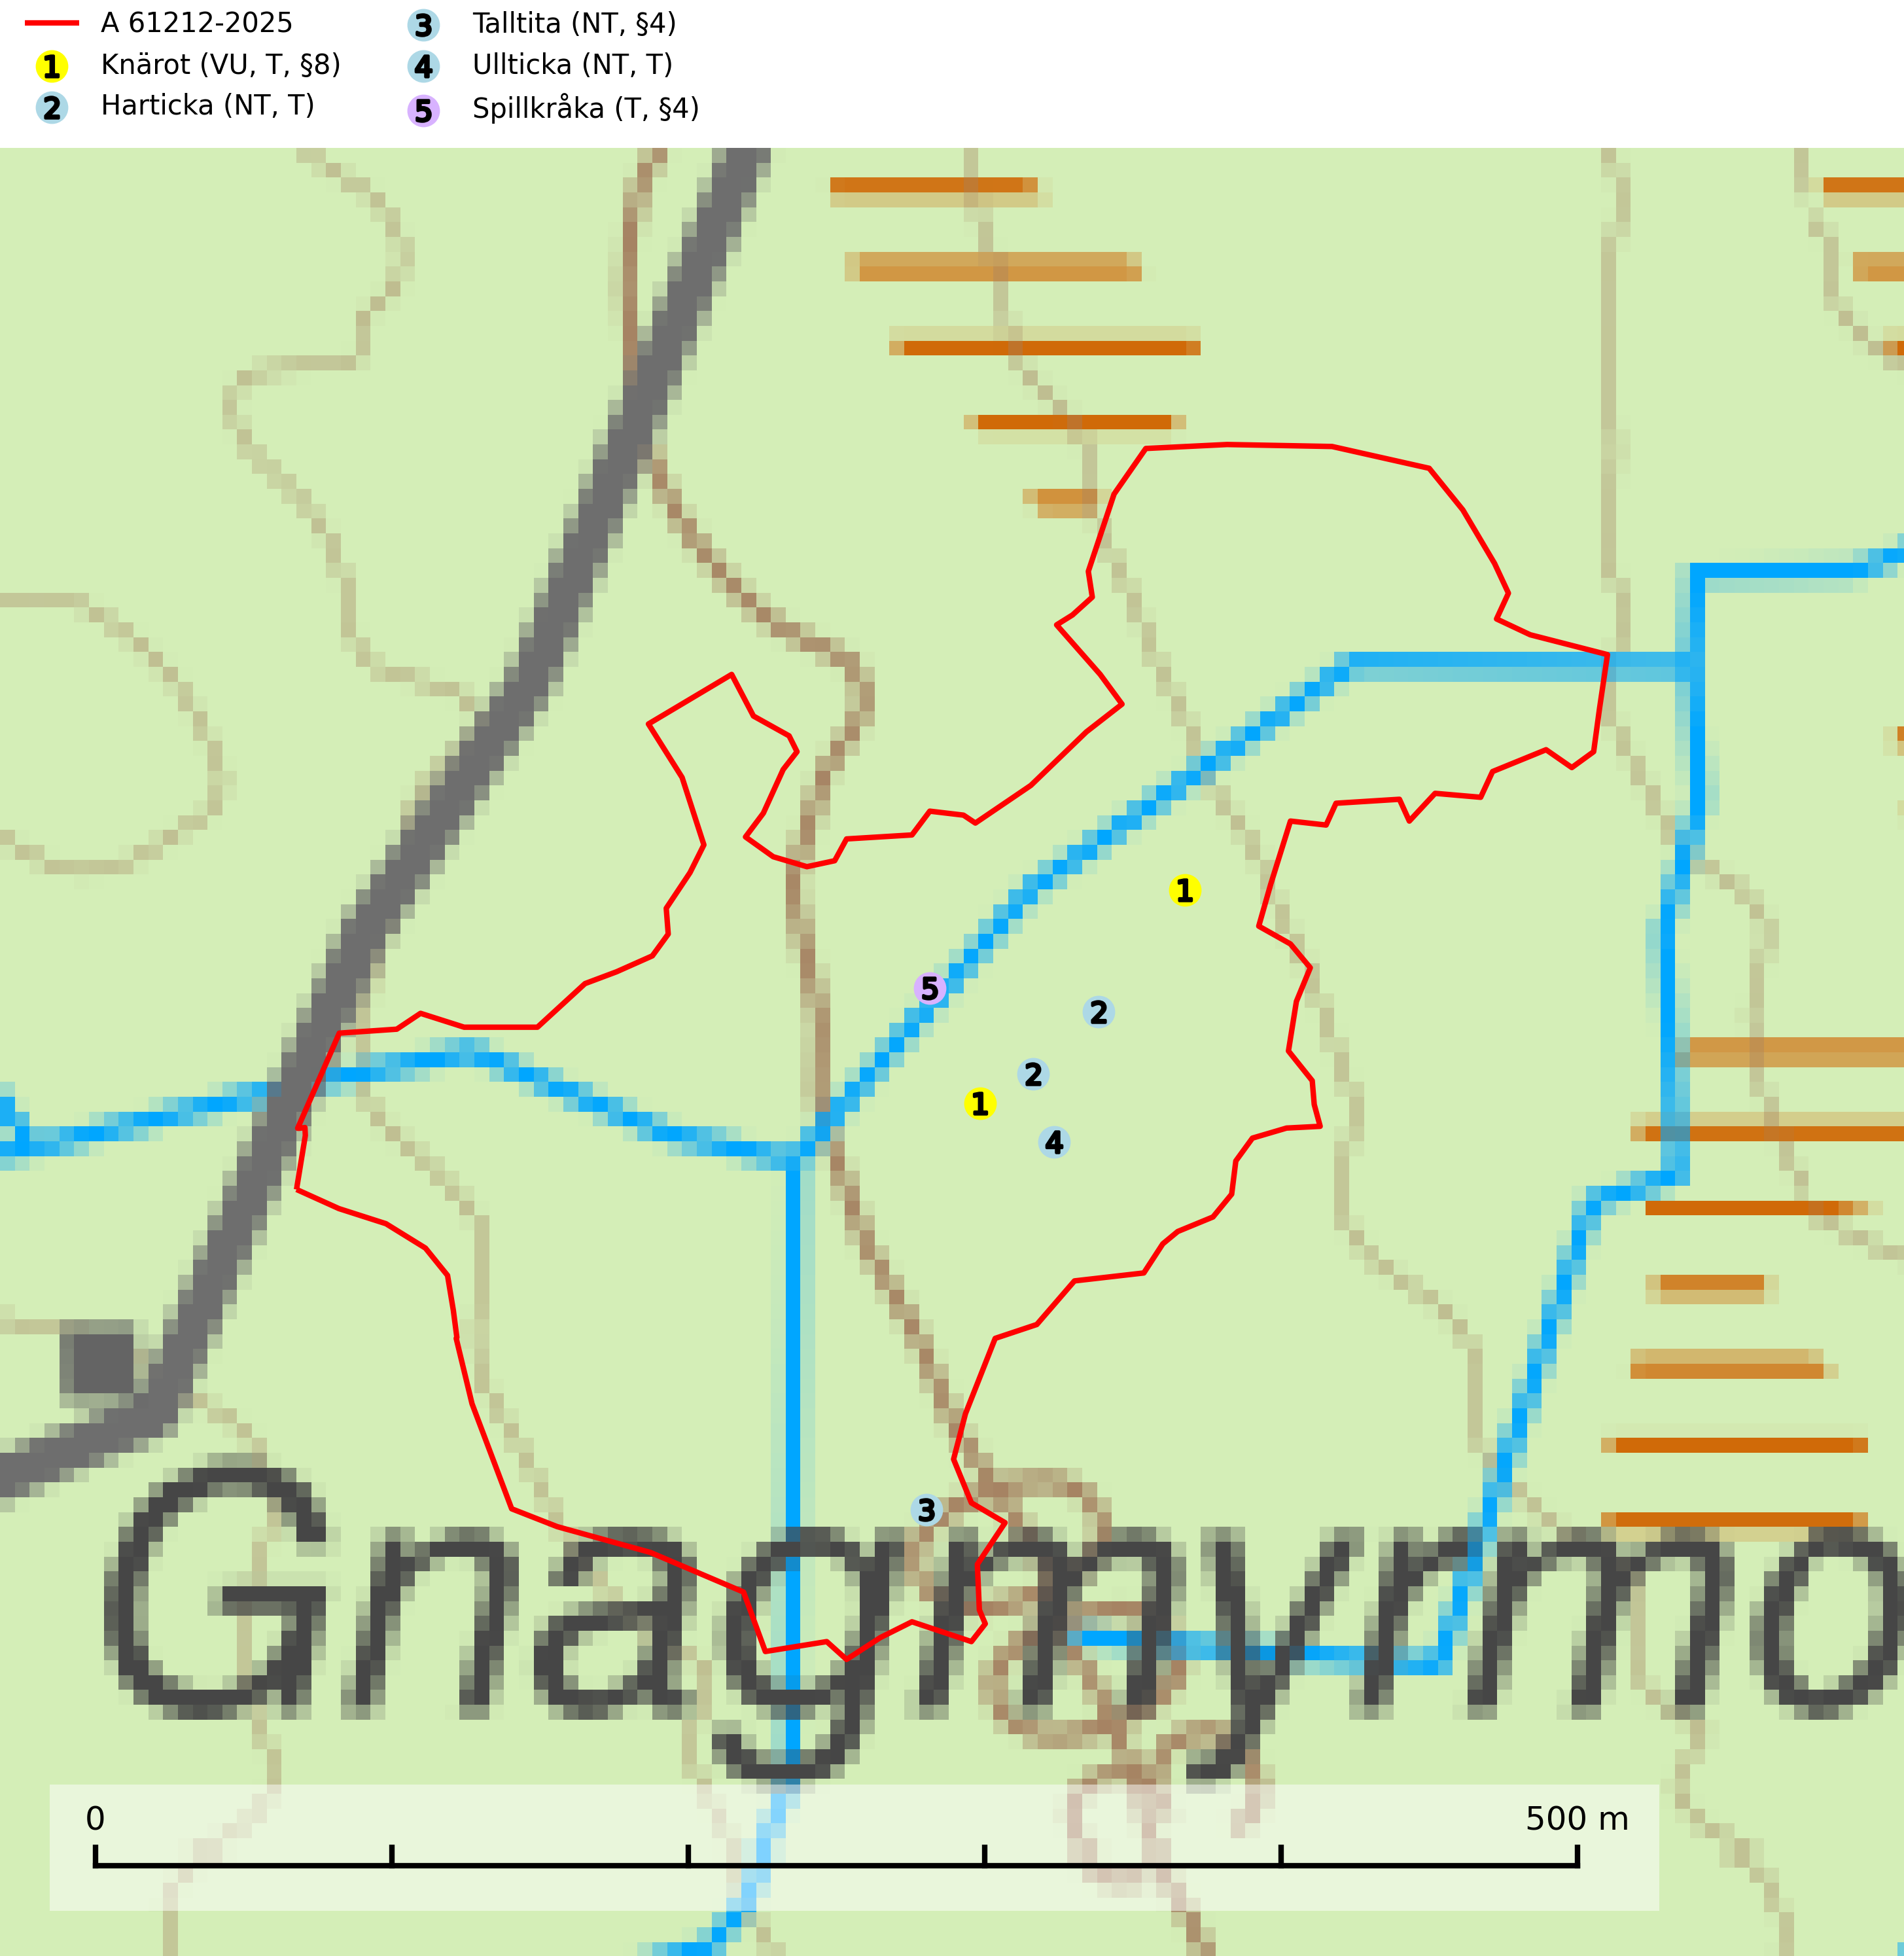 A 61212-2025
1 Knärot (VU, T, §8)
2 Harticka (NT, T)
3 Talltita (NT, §4)
4 Ullticka (NT, T)
5 Spillkråka (T, §4)
1
5
2
2
1
4
3
Gnagmymo
0 500 m